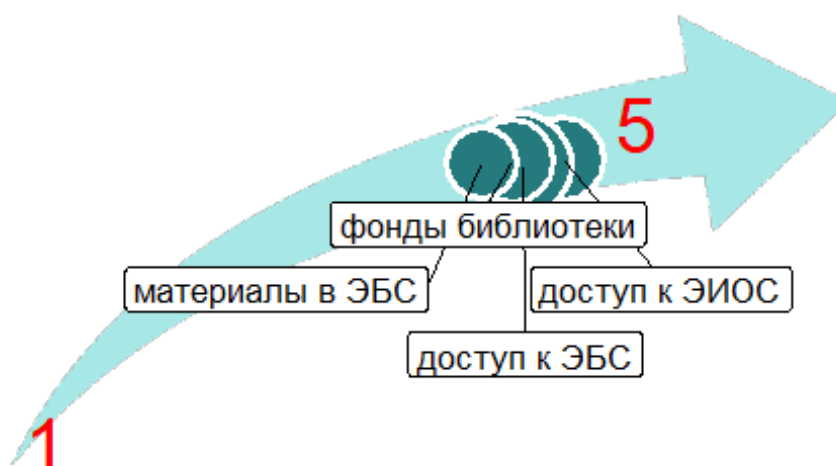 5
фонды библиотеки
материалы в ЭБС
доступ к ЭИОС
доступ к ЭБС
1